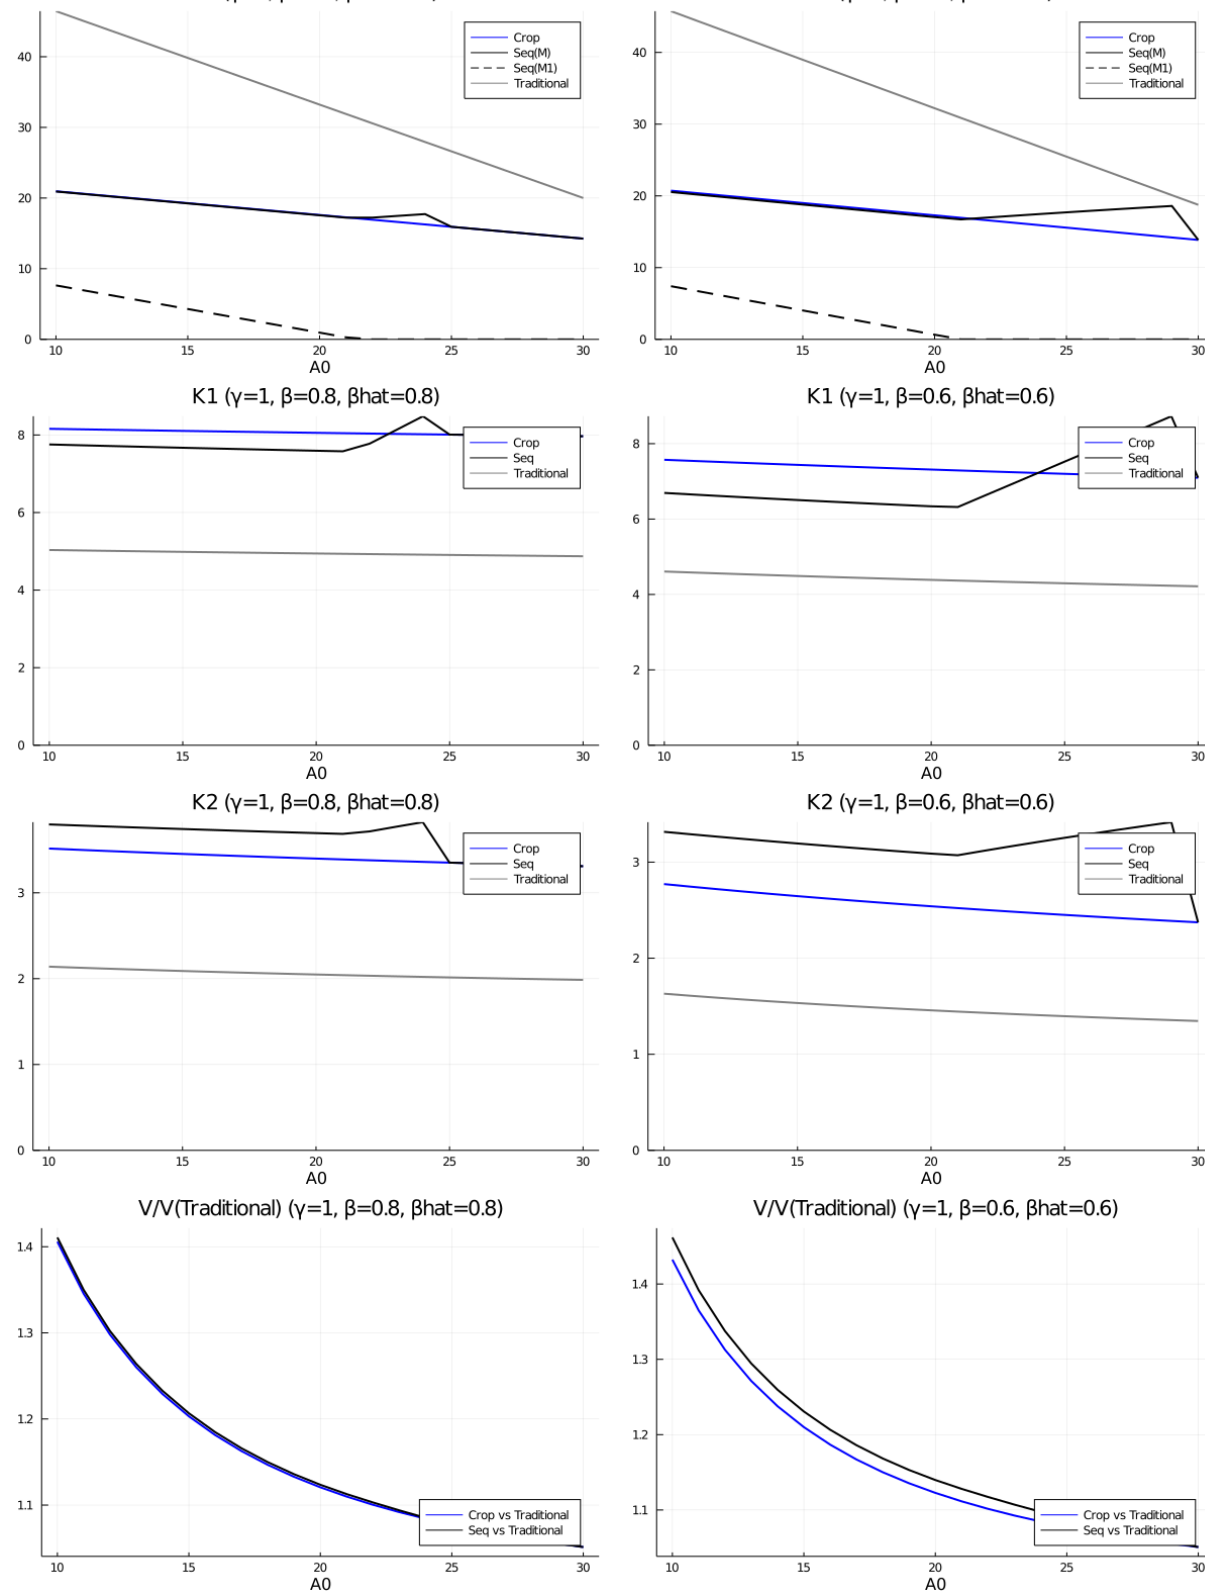 Crop
Seq(M)
Seq(M1)
Traditional
40
30
20
10
0
10 15 20 25 30
A0
Crop
Seq(M)
Seq(M1)
Traditional
40
30
20
10
0
10 15 20 25 30
A0
K1 (γ=1, β=0.8, βhat=0.8)
Crop
Seq
Traditional
8
6
4
2
0
10 15 20 25 30
A0
K1 (γ=1, β=0.6, βhat=0.6)
Crop
Seq
Traditional
8
6
4
2
0
10 15 20 25 30
A0
K2 (γ=1, β=0.8, βhat=0.8)
Crop
Seq
Traditional
3
2
1
0
10 15 20 25 30
A0
K2 (γ=1, β=0.6, βhat=0.6)
Crop
Seq
Traditional
3
2
1
0
10 15 20 25 30
A0
V/V(Traditional) (γ=1, β=0.8, βhat=0.8)
1.4
1.3
1.2
1.1
Crop vs Traditional
Seq vs Traditional
10 15 20 25 30
A0
V/V(Traditional) (γ=1, β=0.6, βhat=0.6)
1.4
1.3
1.2
1.1
Crop vs Traditional
Seq vs Traditional
10 15 20 25 30
A0